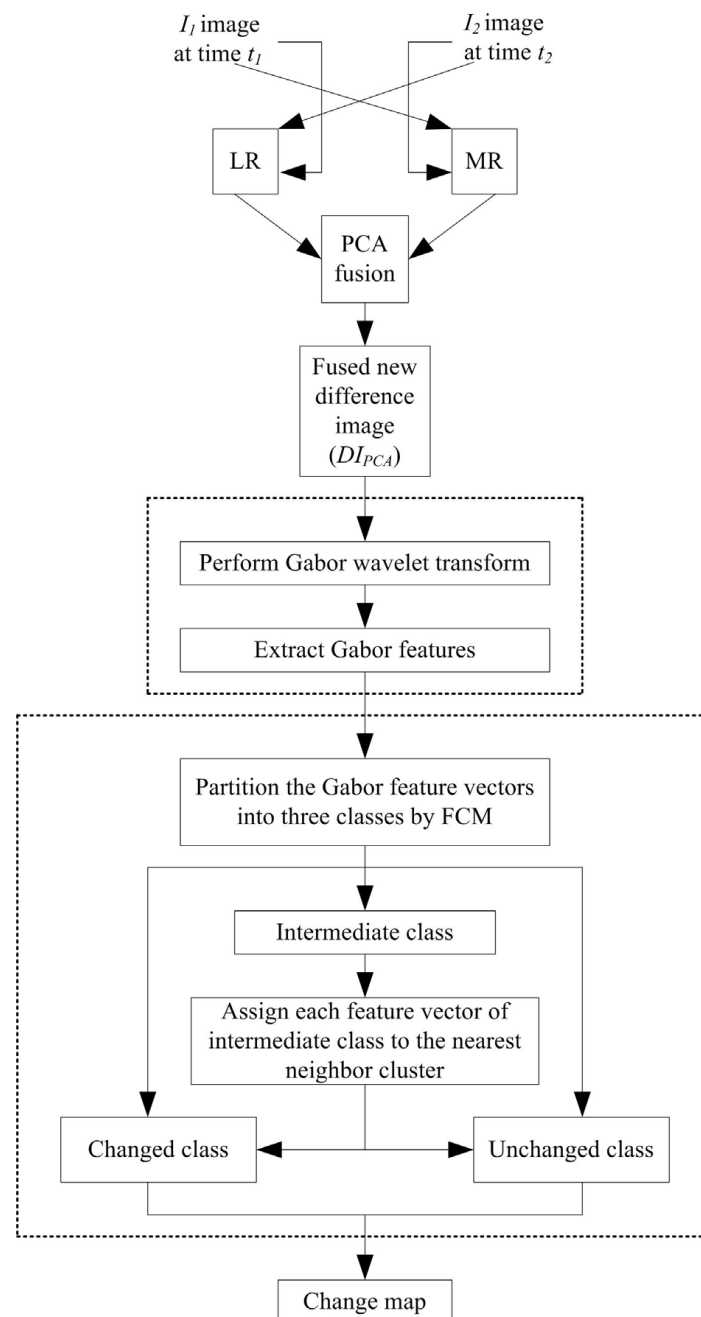 I1 image
at time t1
I2 image
at time t2
LR
MR
PCA
fusion
Fused new
difference
image
(DIPCA)
Perform Gabor wavelet transform
Extract Gabor features
Partition the Gabor feature vectors
into three classes by FCM
Intermediate class
Assign each feature vector of
intermediate class to the nearest
neighbor cluster
Changed class
Unchanged class
Change map